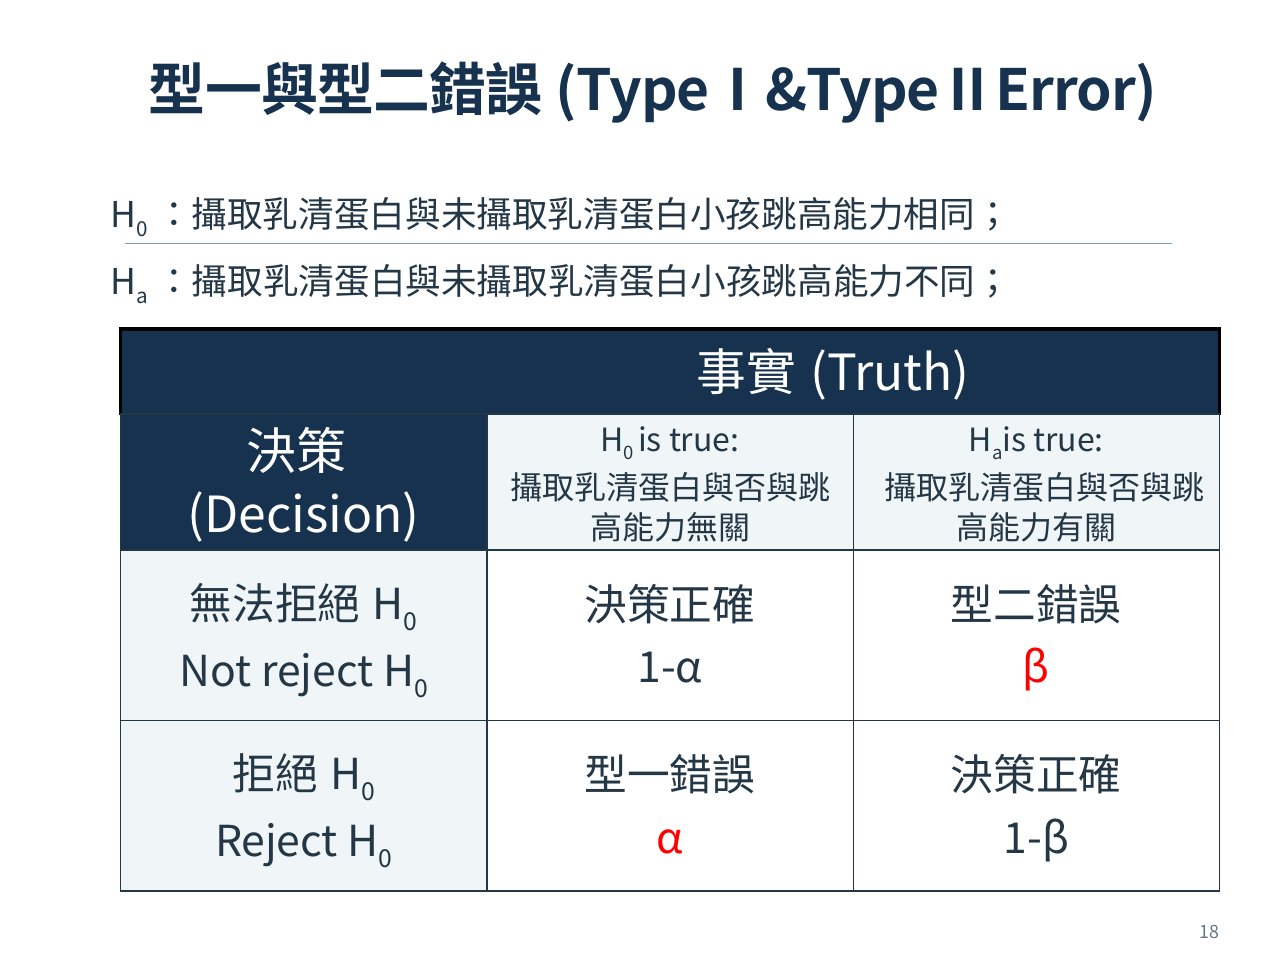 型一與型二錯誤 (Type Ⅰ &Type II Error)
H0 ：攝取乳清蛋白與未攝取乳清蛋白小孩跳高能力相同；
Ha ：攝取乳清蛋白與未攝取乳清蛋白小孩跳高能力不同；
事實 (Truth)
決策
(Decision)
H0 is true:
攝取乳清蛋白與否與跳
高能力無關
Ha is true:
攝取乳清蛋白與否與跳
高能力有關
無法拒絕 H0
Not reject H0
決策正確
1-α
型二錯誤
β
拒絕 H0
Reject H0
型一錯誤
α
決策正確
1-β
18